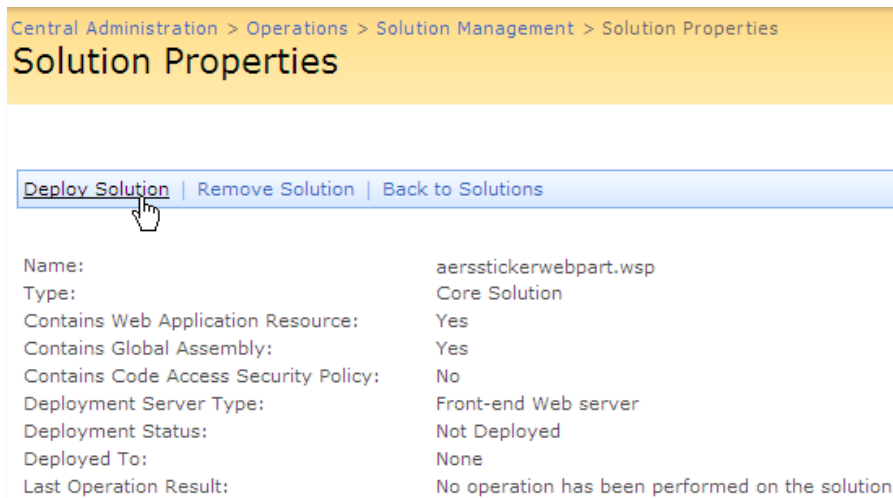 Central Administration > Operations > Solution Management > Solution Properties
Solution Properties
Deploy Solution | Remove Solution | Back to Solutions
Name: aersstickerwebpart.wsp
Type: Core Solution
Contains Web Application Resource: Yes
Contains Global Assembly: Yes
Contains Code Access Security Policy: No
Deployment Server Type: Front-end Web server
Deployment Status: Not Deployed
Deployed To: None
Last Operation Result: No operation has been performed on the solution